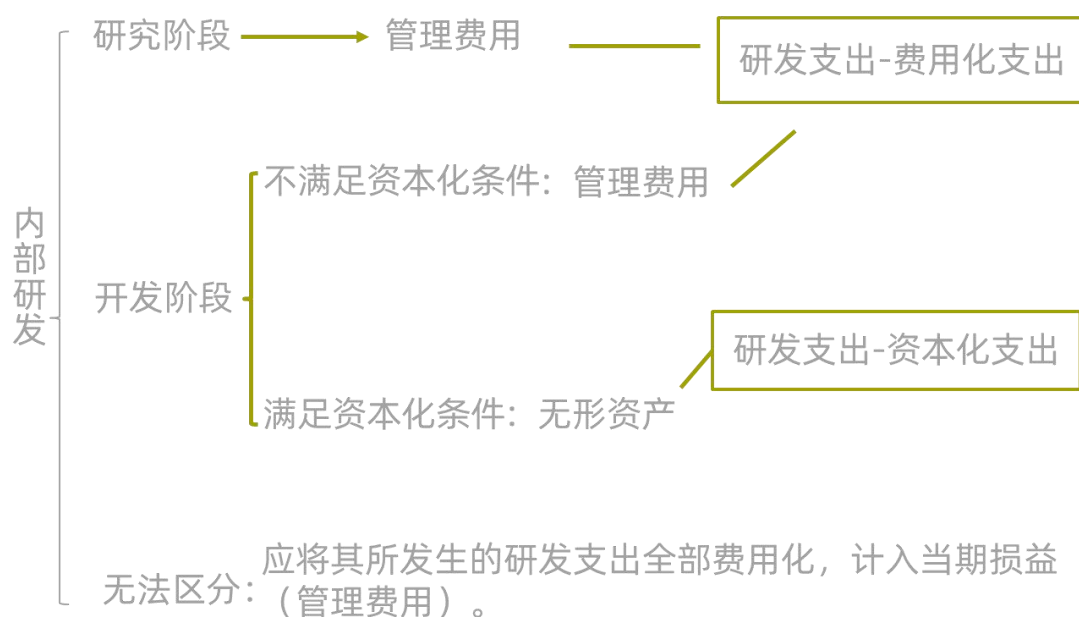 研究阶段
管理费用
研发支出-费用化支出
不满足资本化条件：管理费用
内部研发
开发阶段
研发支出-资本化支出
满足资本化条件：无形资产
无法区分：
应将其所发生的研发支出全部费用化，计入当期损益
（管理费用）。